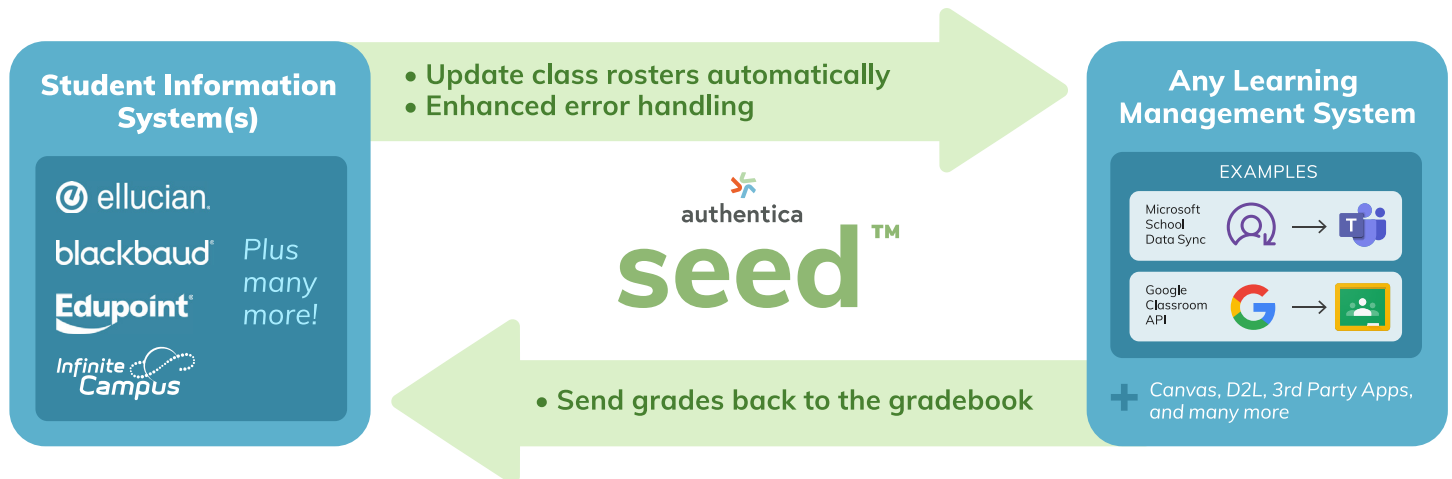 Student Information
System(s)
ellucian.
blackbaud®
Edupoint®
Infinite
Campus
Plus
many
more!
• Update class rosters automatically
• Enhanced error handling
authentica
seed™
• Send grades back to the gradebook
Any Learning
Management System
EXAMPLES
Microsoft
School
Data Sync
T
Google
Classroom
API
G
+ Canvas, D2L, 3rd Party Apps,
and many more